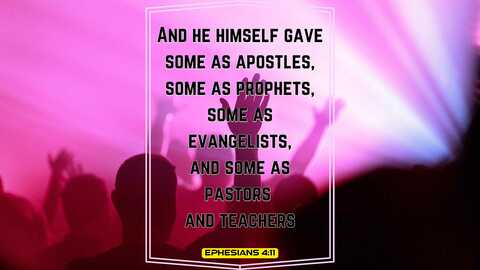 And he himself gave
some as apostles,
some as prophets,
some as
evangelists,
and some as
pastors
and teachers
EPHESIANS 4:11